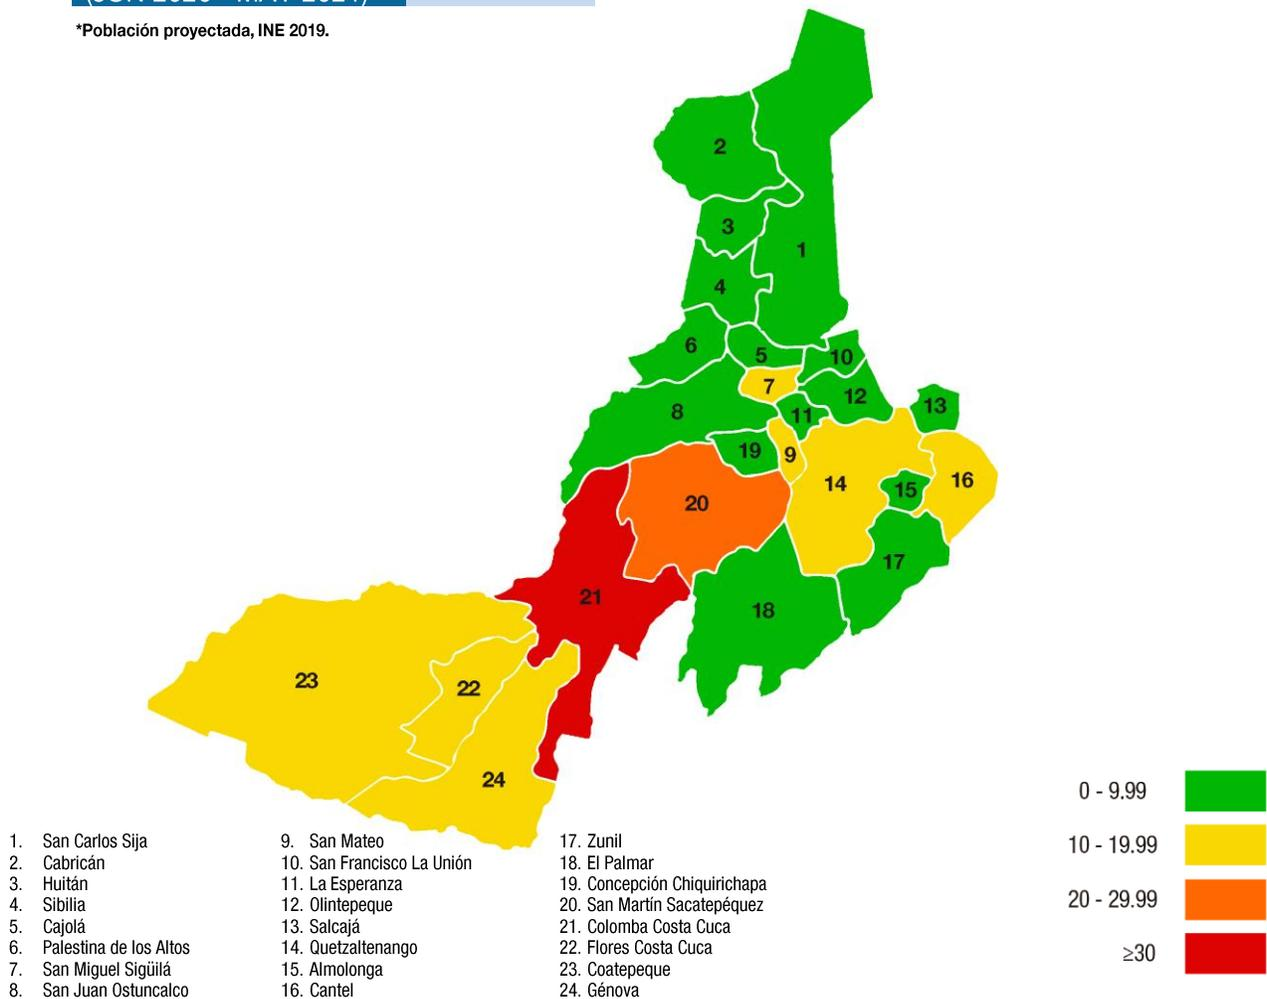 *Población proyectada, INE 2019.
2
3
1
4
6
5
10
7
8
12
11
13
19
9
14
16
15
20
17
21
18
23
22
24
0 - 9.99
10 - 19.99
20 - 29.99
≥30
1. San Carlos Sija
2. Cabricán
3. Huitán
4. Sibilia
5. Cajolá
6. Palestina de los Altos
7. San Miguel Sigüilá
8. San Juan Ostuncalco
9. San Mateo
10. San Francisco La Unión
11. La Esperanza
12. Olintepeque
13. Salcajá
14. Quetzaltenango
15. Almolonga
16. Cantel
17. Zunil
18. El Palmar
19. Concepción Chiquirichapa
20. San Martín Sacatepéquez
21. Colomba Costa Cuca
22. Flores Costa Cuca
23. Coatepeque
24. Génova